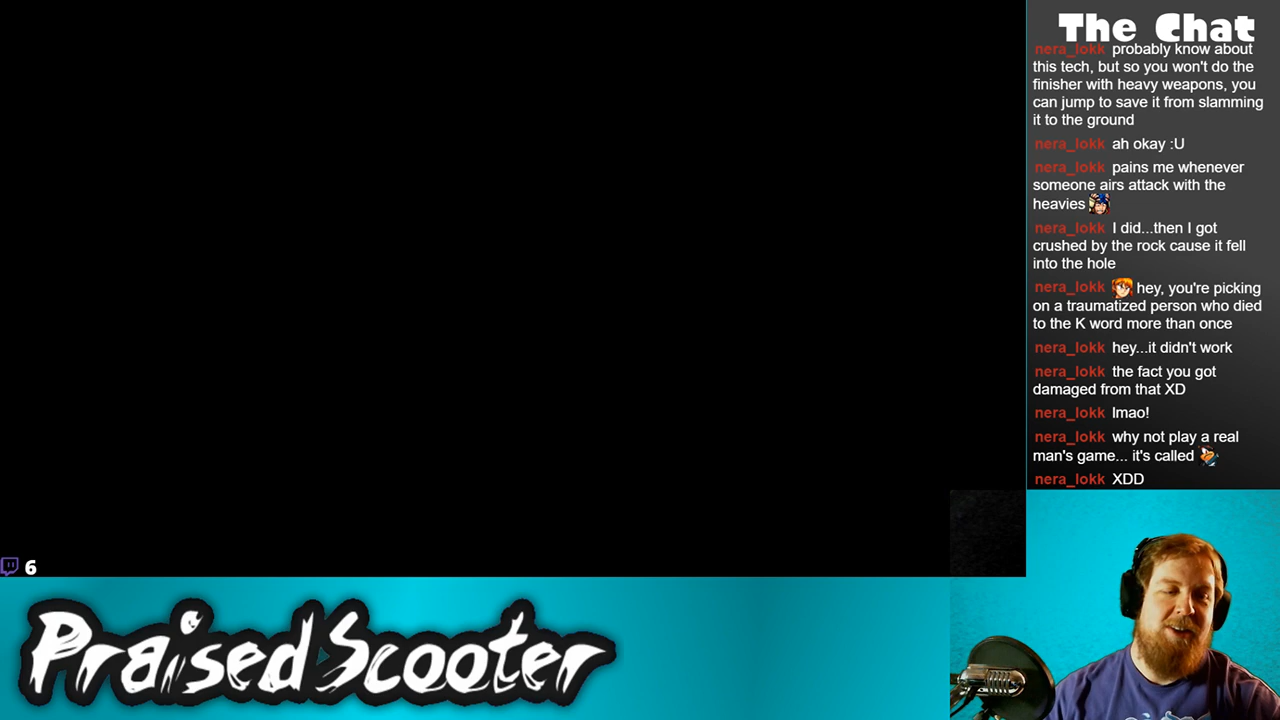 The Chat
nera_lokk probably know about
this tech, but so you won't do the
finisher with heavy weapons, you
can jump to save it from slamming
it to the ground
nera_lokk ah okay :U
nera_lokk pains me whenever
someone airs attack with the
heavies
nera_lokk I did...then I got
crushed by the rock cause it fell
into the hole
nera_lokk hey, you're picking
on a traumatized person who died
to the K word more than once
nera_lokk hey...it didn't work
nera_lokk the fact you got
damaged from that XD
nera_lokk lmao!
nera_lokk why not play a real
man's game... it's called
nera_lokk XDD
6
PraisedScooter